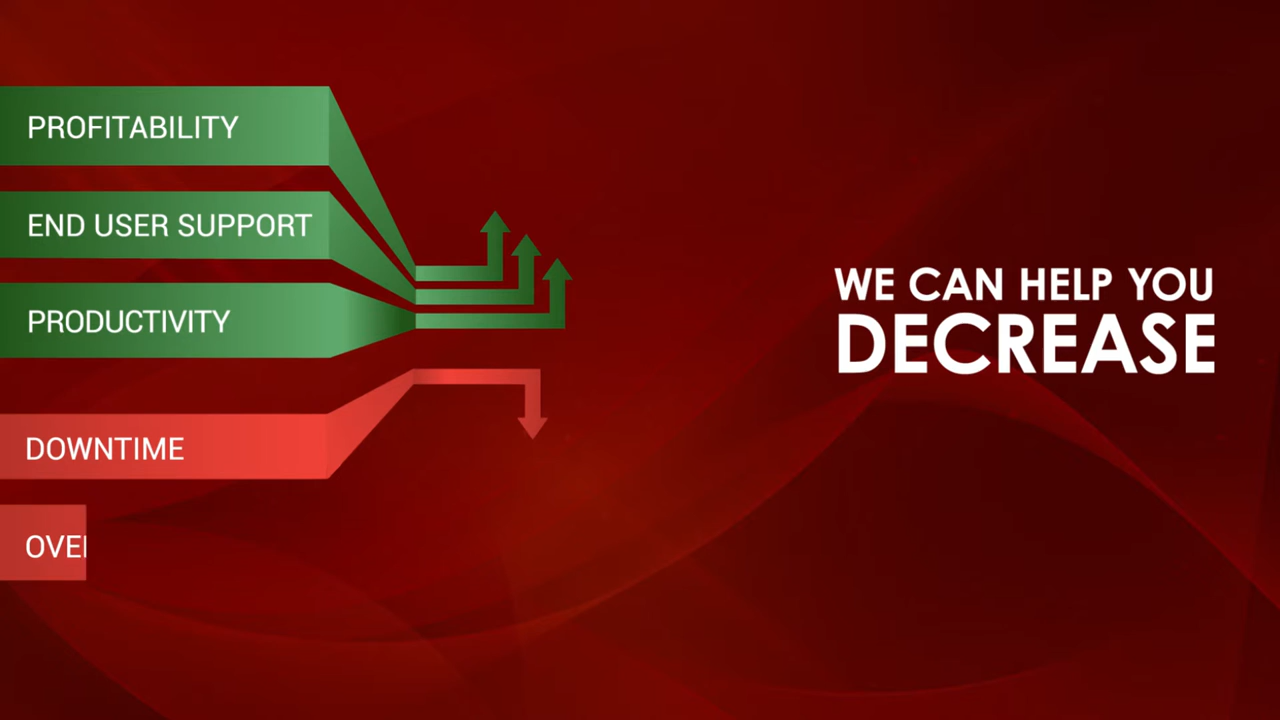 PROFITABILITY
END USER SUPPORT
PRODUCTIVITY
DOWNTIME
WE CAN HELP YOU
DECREASE